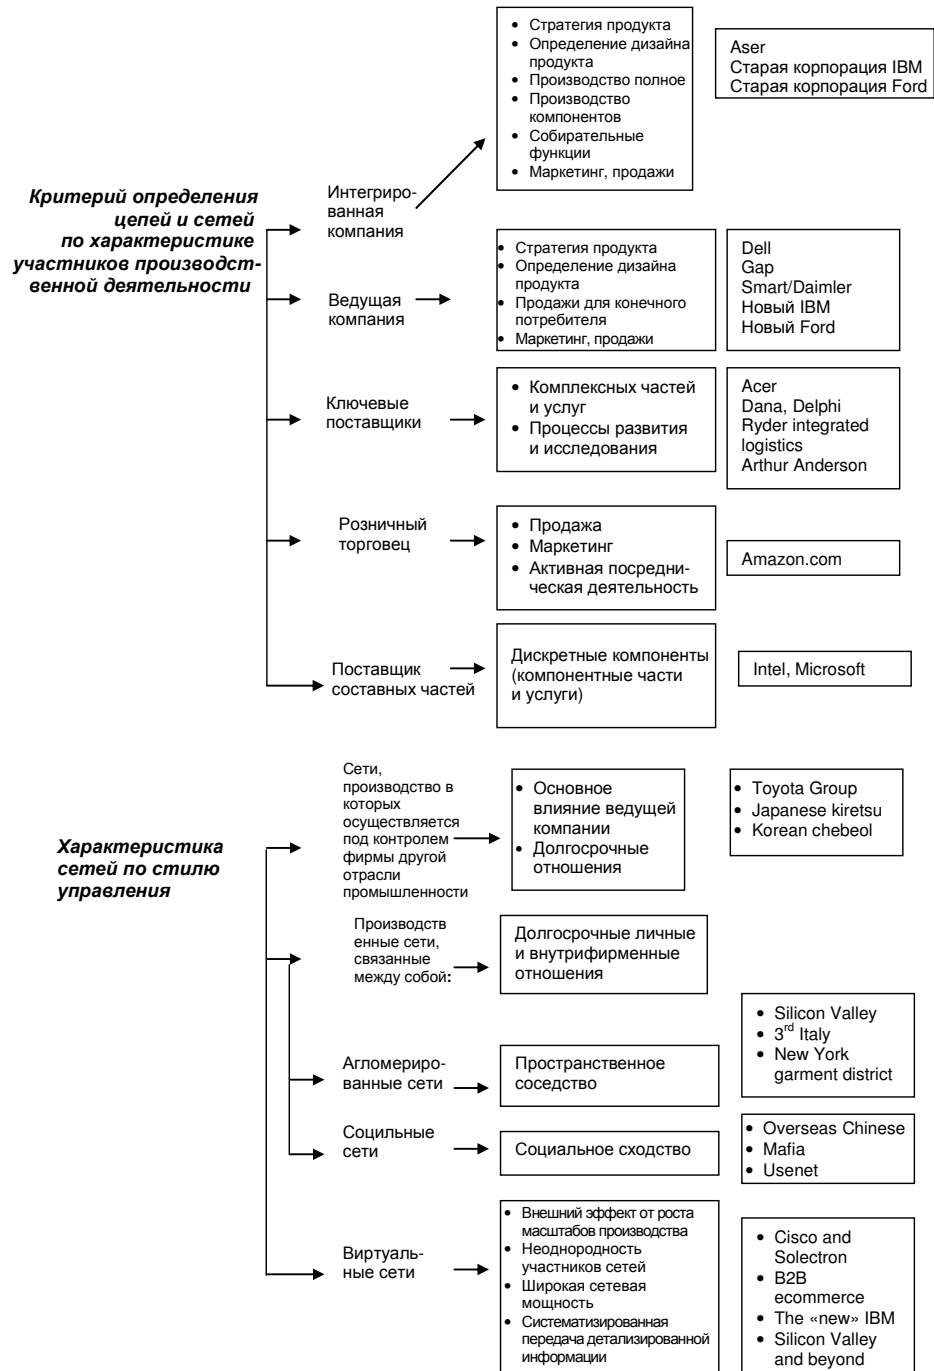 Критерий определения
цепей и сетей
по характеристике
участников производст-
венной деятельности
Интегриро-
ванная
компания
• Стратегия продукта
• Определение дизайна
продукта
• Производство полное
• Производство
компонентов
• Собирательные
функции
• Маркетинг, продажи
Aser
Старая корпорация IBM
Старая корпорация Ford
Ведущая
компания
• Стратегия продукта
• Определение дизайна
продукта
• Продажи для конечного
потребителя
• Маркетинг, продажи
Dell
Gap
Smart/Daimler
Новый IBM
Новый Ford
Ключевые
поставщики
• Комплексных частей
и услуг
• Процессы развития
и исследования
Acer
Dana, Delphi
Ryder integrated
logistics
Arthur Anderson
Розничный
торговец
• Продажа
• Маркетинг
• Активная посредни-
ческая деятельность
Amazon.com
Поставщик
составных частей
Дискретные компоненты
(компонентные части
и услуги)
Intel, Microsoft
Характеристика
сетей по стилю
управления
Сети,
производство в
которых
осуществляется
под контролем
фирмы другой
отрасли
промышленности
• Основное
влияние ведущей
компании
• Долгосрочные
отношения
• Toyota Group
• Japanese kiretsu
• Korean chebeol
Производств
енные сети,
связанные
между собой:
Долгосрочные личные
и внутрифирменные
отношения
Агломериро-
ванные сети
Пространственное
соседство
• Silicon Valley
• 3rd Italy
• New York
garment district
Социльные
сети
Социальное сходство
• Overseas Chinese
• Mafia
• Usenet
Виртуаль-
ные сети
• Внешний эффект от роста
масштабов производства
• Неоднородность
участников сетей
• Широкая сетевая
мощность
• Систематизированная
передача детализированной
информации
• Cisco and
Solectron
• B2B
ecommerce
• The «new» IBM
• Silicon Valley
and beyond